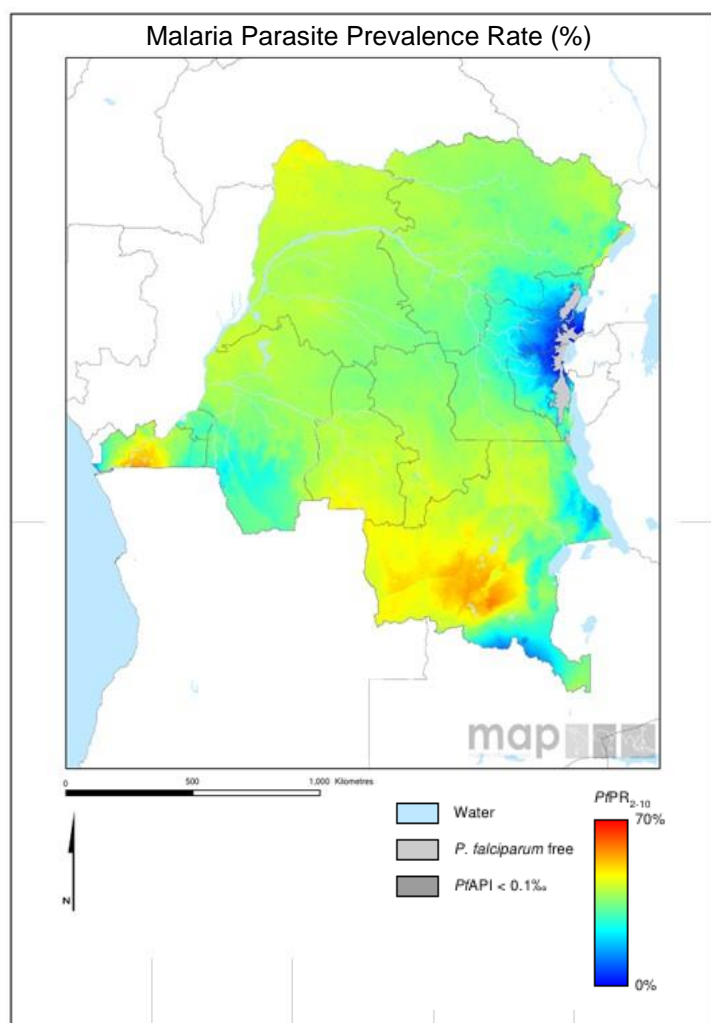 Malaria Parasite Prevalence Rate (%)
map
0 500 1,000 Kilometres
N
Water
P. falciparum free
PfAPI < 0.1‰
PfPR2-10
70%
0%